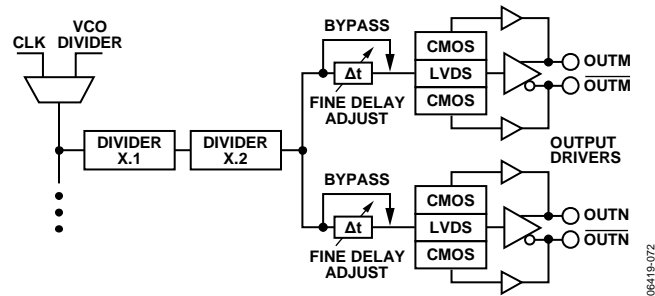 CLK
VCO
DIVIDER
DIVIDER
X.1
DIVIDER
X.2
BYPASS
Δt
FINE DELAY
ADJUST
CMOS
LVDS
CMOS
OUTM
OUTM
OUTPUT
DRIVERS
BYPASS
Δt
FINE DELAY
ADJUST
CMOS
LVDS
CMOS
OUTN
OUTN
06419-072